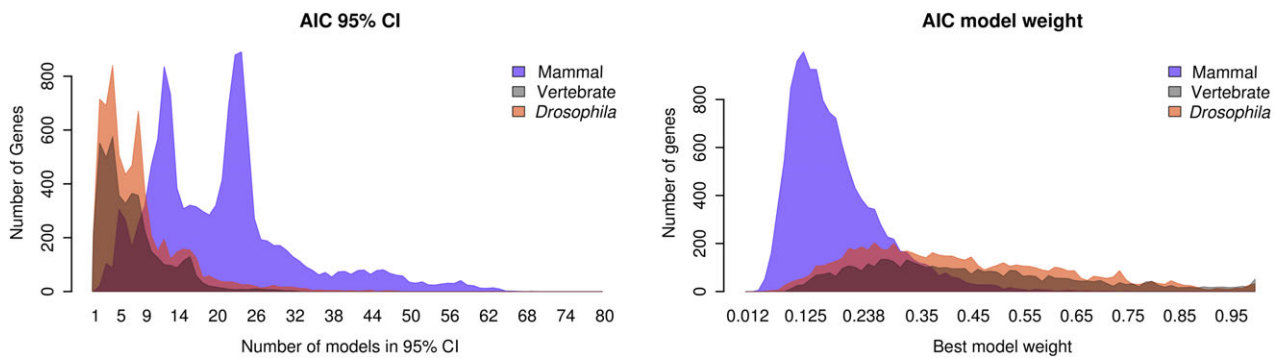 AIC 95% CI
Number of Genes
0
200
400
600
800
Mammal
Vertebrate
Drosophila
1 5 9 14 20 26 32 38 44 50 56 62 68 74 80
Number of models in 95% CI
AIC model weight
Number of genes
0
200
400
600
800
Mammal
Vertebrate
Drosophila
0.012 0.125 0.238 0.35 0.45 0.55 0.65 0.75 0.85 0.95
Best model weight